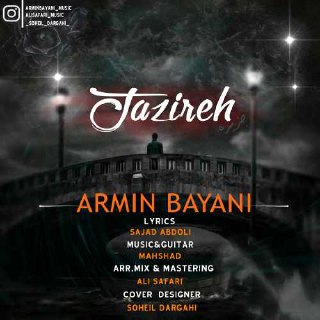 ARMINBAYANI_MUSIC
ALISAFARI_MUSIC
_SOHEIL_DARGAHI_
Jazireh
ARMIN BAYANI
LYRICS
SAJAD ABDOLI
MUSIC&GUITAR
MAHSHAD
ARR.MIX & MASTERING
ALI SAFARI
COVER DESIGNER
SOHEIL DARGAHI